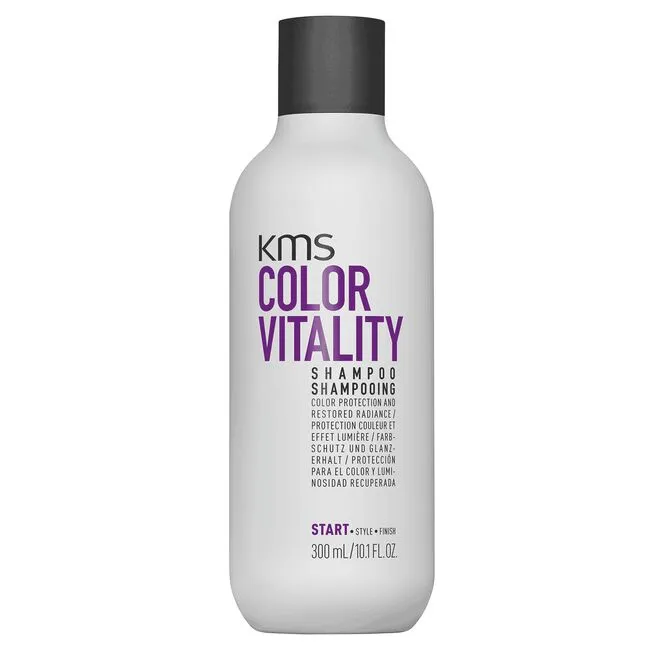 KMS
COLOR
VITALITY
SHAMPOO
SHAMPOOING
COLOR PROTECTION AND
RESTORED RADIANCE /
PROTECTION COULEUR ET
EFFET LUMIÈRE / FARB-
SCHUTZ UND GLANZ-
ERHALT / PROTECCIÓN
PARA EL COLOR Y LUMI-
NOSIDAD RECUPERADA
START • STYLE • FINISH
300 mL/10.1 FL.OZ.